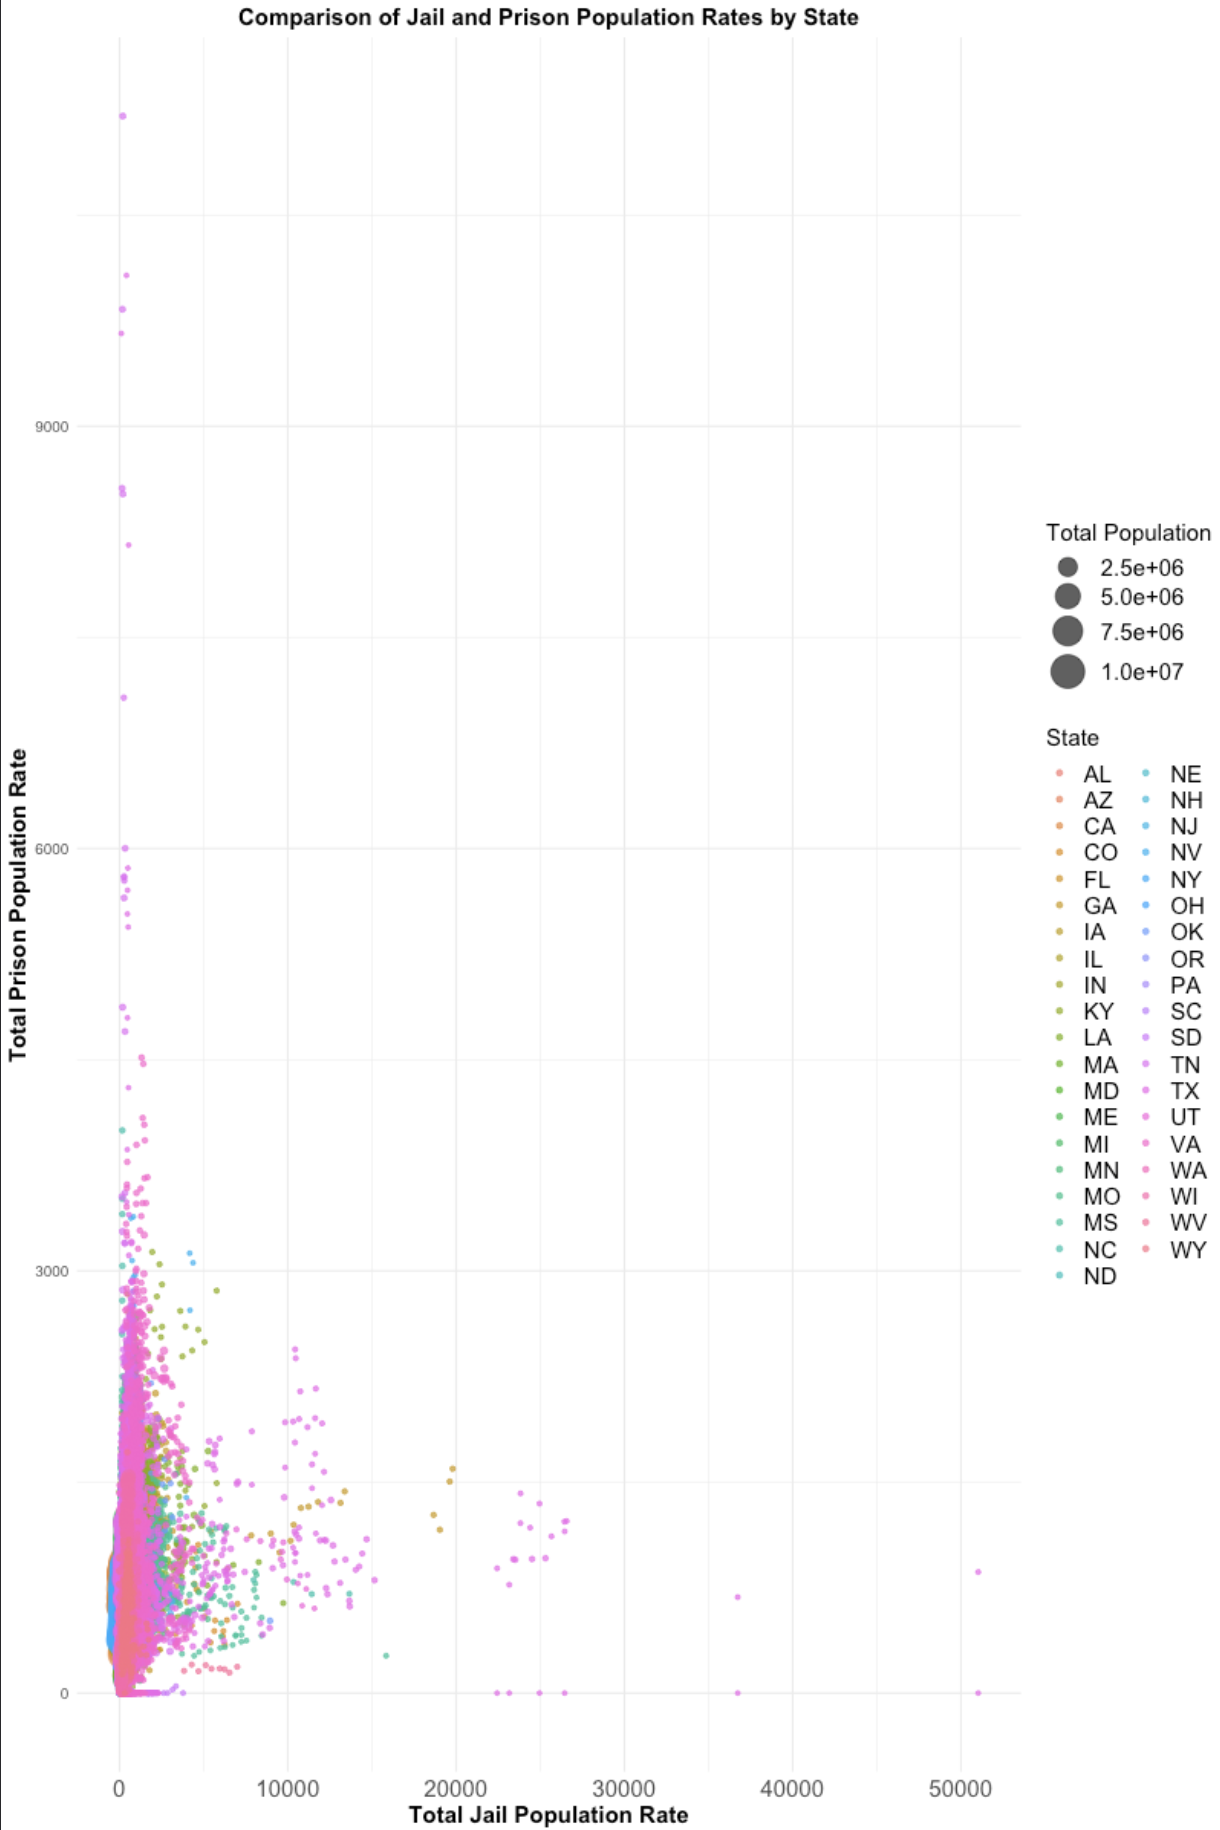 Comparison of Jail and Prison Population Rates by State
Total Prison Population Rate
9000
6000
3000
0
0 10000 20000 30000 40000 50000
Total Jail Population Rate
Total Population
2.5e+06
5.0e+06
7.5e+06
1.0e+07
State
AL NE
AZ NH
CA NJ
CO NV
FL NY
GA OH
IA OK
IL OR
IN PA
KY SC
LA SD
MA TN
MD TX
ME UT
MI VA
MN WA
MO WI
MS WV
NC WY
ND